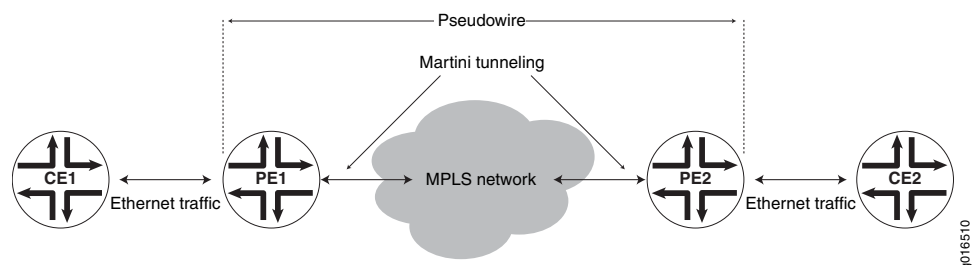 Pseudowire
Martini tunneling
CE1
PE1
MPLS network
PE2
CE2
Ethernet traffic
Ethernet traffic
g016510